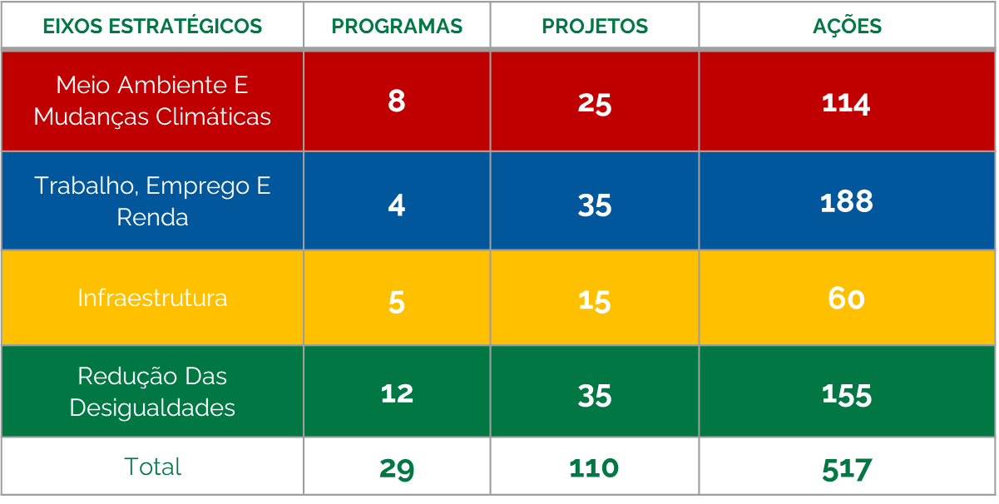 EIXOS ESTRATÉGICOS PROGRAMAS PROJETOS AÇÕES
Meio Ambiente E
Mudanças Climáticas
8 25 114
Trabalho, Emprego E
Renda
4 35 188
Infraestrutura 5 15 60
Redução Das
Desigualdades
12 35 155
Total 29 110 517